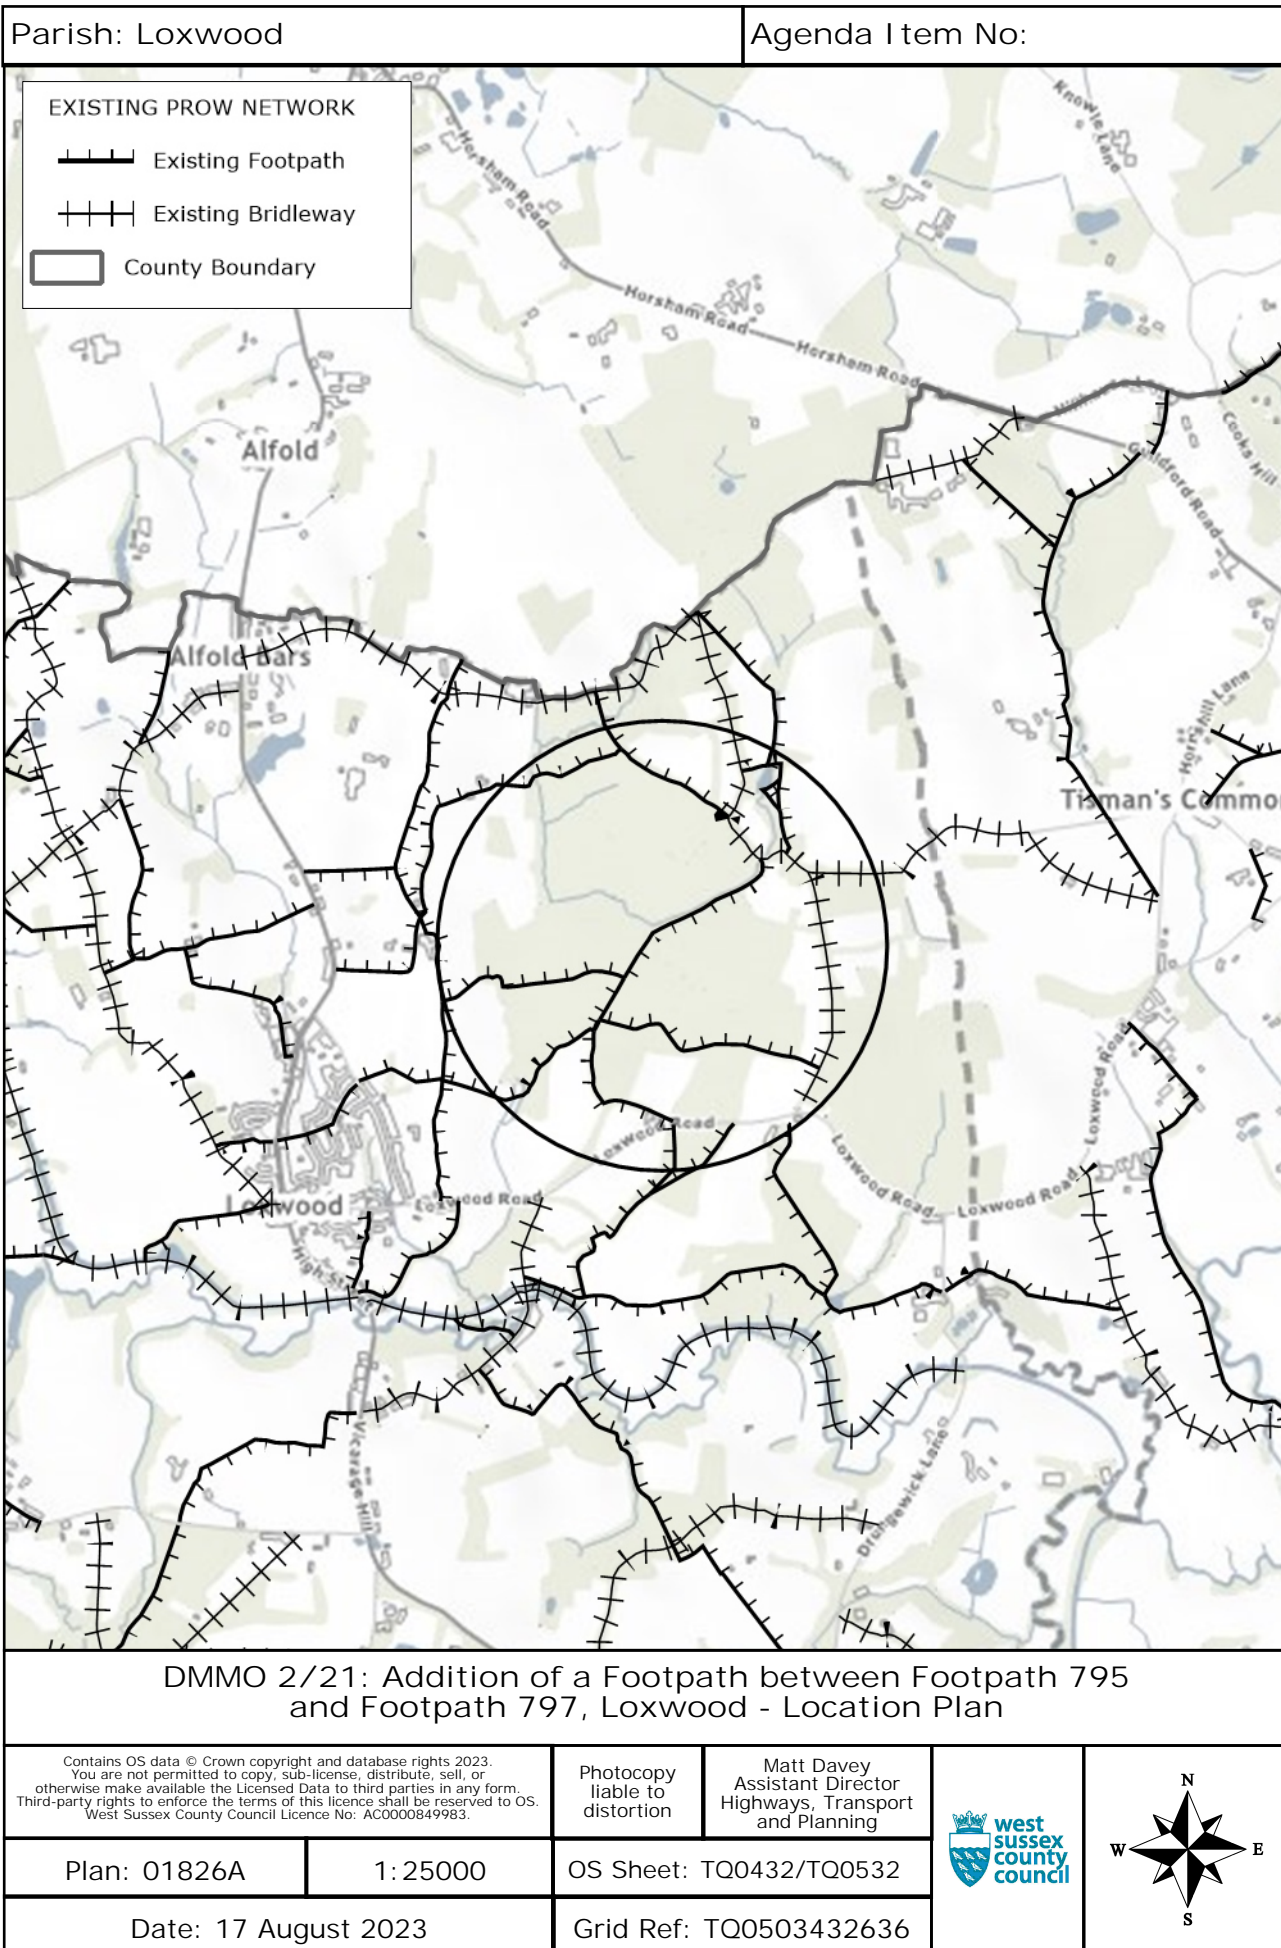 Parish: Loxwood
Agenda Item No:
EXISTING PROW NETWORK
Existing Footpath
Existing Bridleway
County Boundary
Knowle Lane
Horsham Road
Horsham Road
Horsham Road
Guildford Road
Cooks Hill
Alfold
Alfold Bars
Hornshill Lane
Tisman's Common
Loxwood Road
Loxwood Road
Loxwood Road
Loxwood Road
Loxwood Road
Loxwood
High St
Vicarage Hill
Drungewick Lane
DMMO 2/21: Addition of a Footpath between Footpath 795
and Footpath 797, Loxwood - Location Plan
Contains OS data © Crown copyright and database rights 2023.
You are not permitted to copy, sub-license, distribute, sell, or
otherwise make available the Licensed Data to third parties in any form.
Third-party rights to enforce the terms of this licence shall be reserved to OS.
West Sussex County Council Licence No: AC0000849983.
Photocopy
liable to
distortion
Matt Davey
Assistant Director
Highways, Transport
and Planning
west
sussex
county
council
N
W
E
S
Plan: 01826A
1:25000
OS Sheet: TQ0432/TQ0532
Date: 17 August 2023
Grid Ref: TQ0503432636